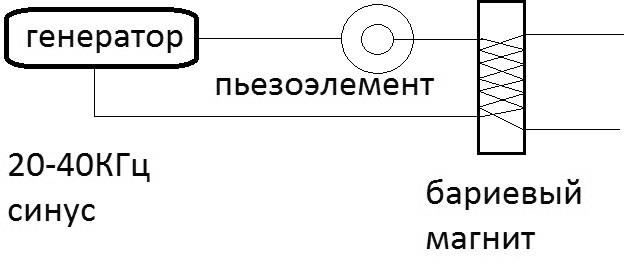 генератор
пьезоэлемент
20-40КГц
синус
бариевый
магнит